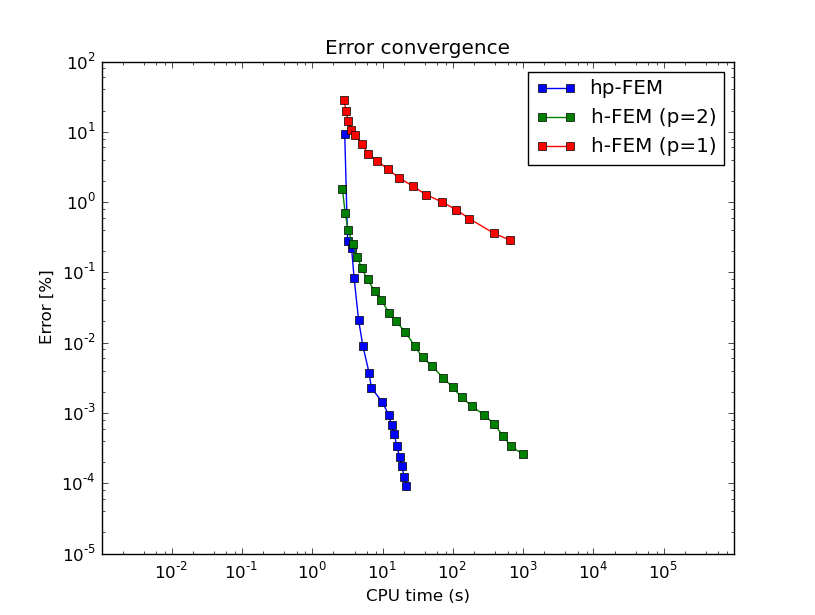 Error convergence
hp-FEM
h-FEM (p=2)
h-FEM (p=1)
Error [%]
10^2
10^1
10^0
10^-1
10^-2
10^-3
10^-4
10^-5
10^-2 10^-1 10^0 10^1 10^2 10^3 10^4 10^5
CPU time (s)